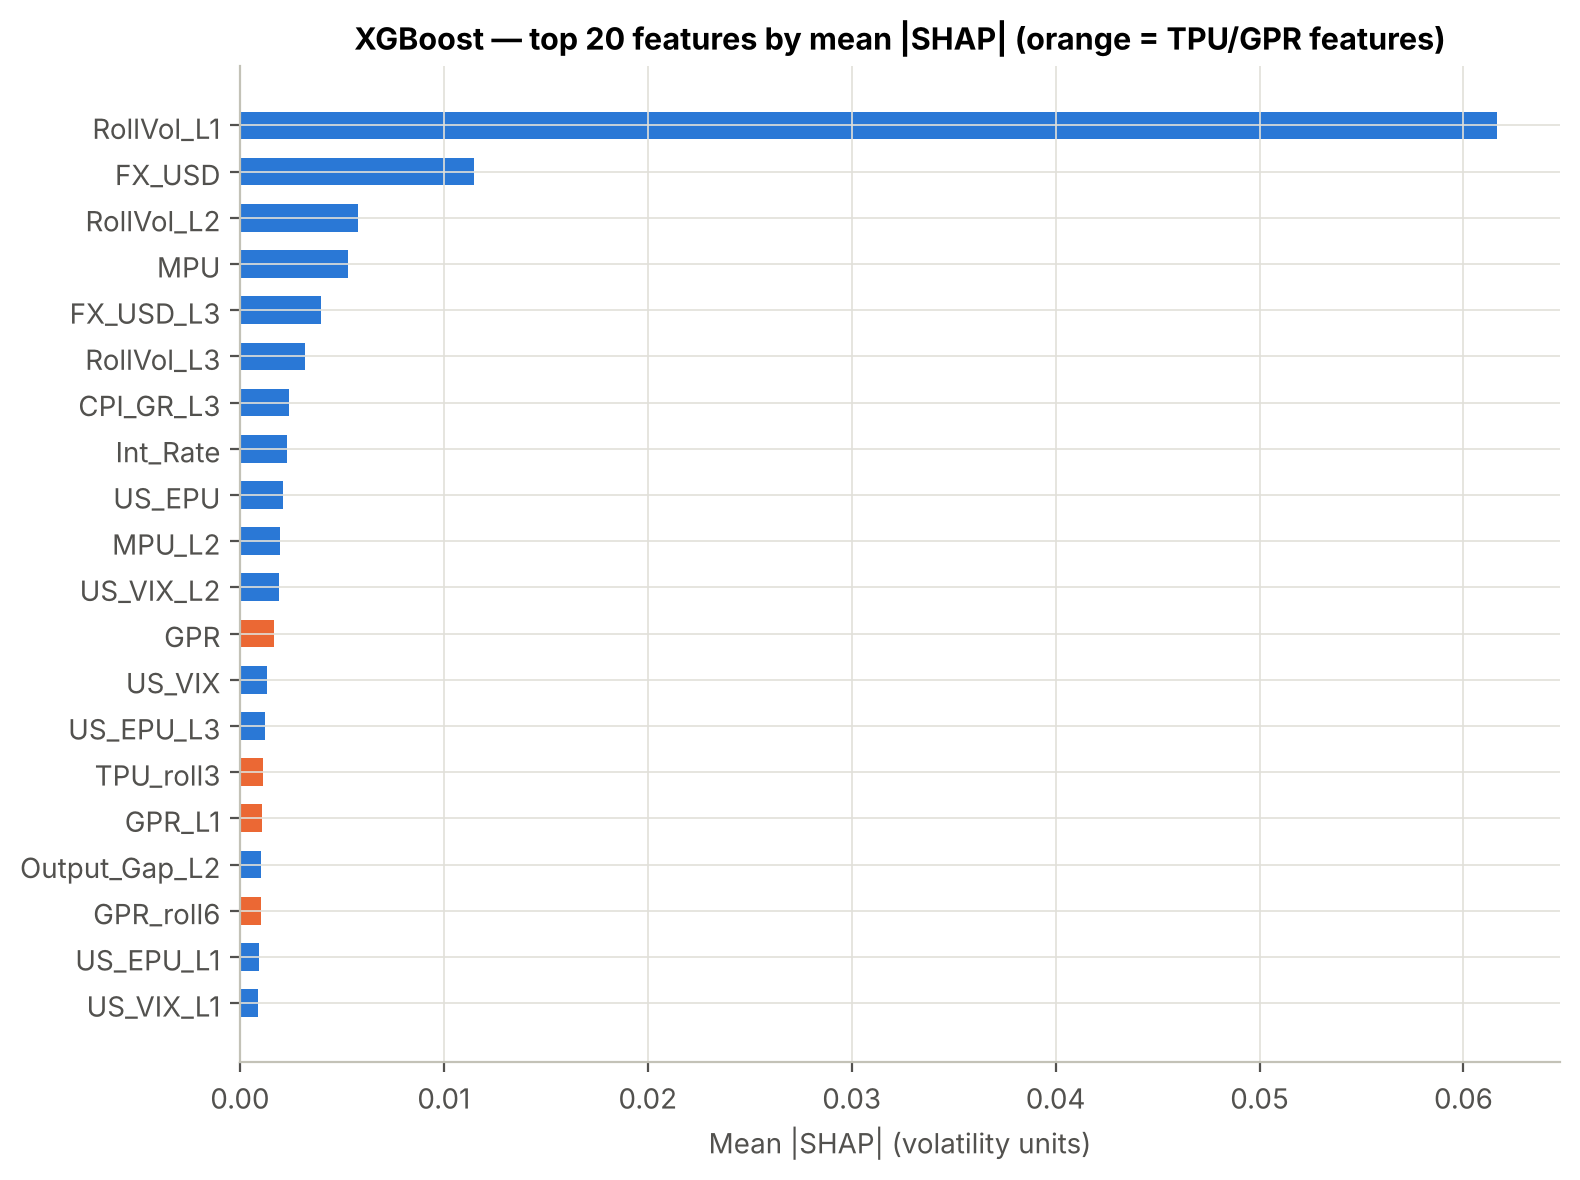 XGBoost — top 20 features by mean |SHAP| (orange = TPU/GPR features)
RollVol_L1
FX_USD
RollVol_L2
MPU
FX_USD_L3
RollVol_L3
CPI_GR_L3
Int_Rate
US_EPU
MPU_L2
US_VIX_L2
GPR
US_VIX
US_EPU_L3
TPU_roll3
GPR_L1
Output_Gap_L2
GPR_roll6
US_EPU_L1
US_VIX_L1
0.00 0.01 0.02 0.03 0.04 0.05 0.06
Mean |SHAP| (volatility units)